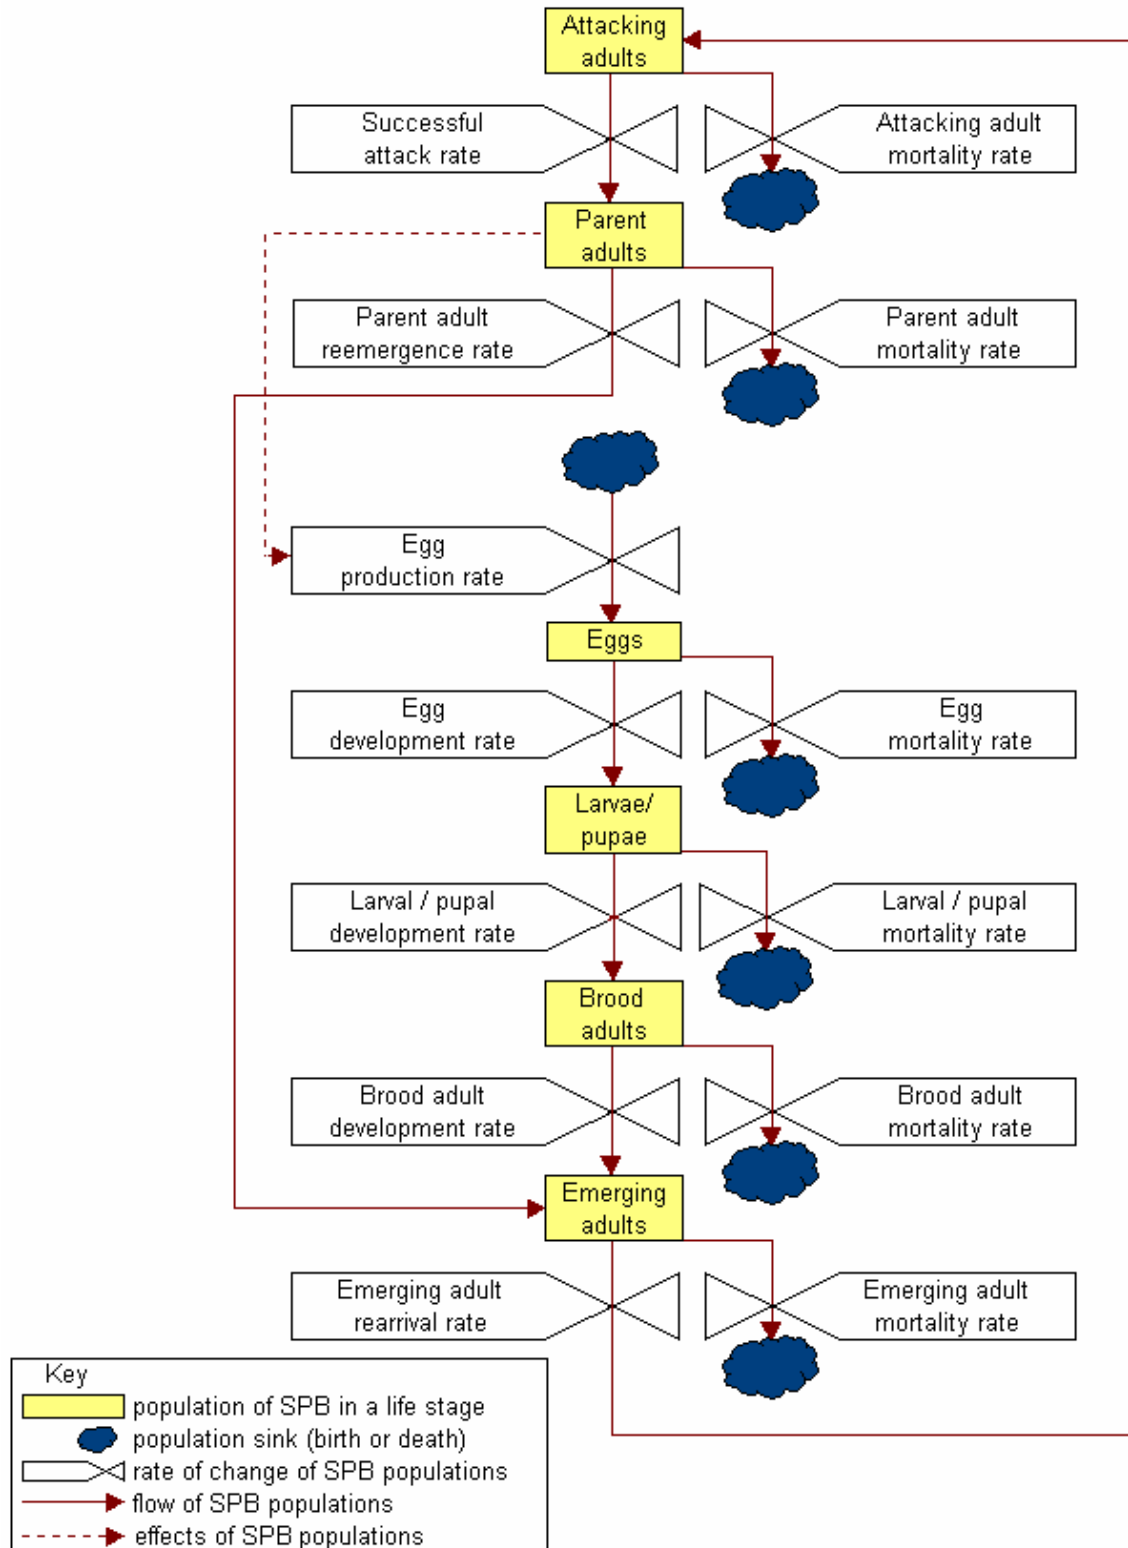 Attacking
adults
Successful
attack rate
Attacking adult
mortality rate
Parent
adults
Parent adult
reemergence rate
Parent adult
mortality rate
Egg
production rate
Eggs
Egg
development rate
Egg
mortality rate
Larvae/
pupae
Larval / pupal
development rate
Larval / pupal
mortality rate
Brood
adults
Brood adult
development rate
Brood adult
mortality rate
Emerging
adults
Emerging adult
rearrival rate
Emerging adult
mortality rate
Key
population of SPB in a life stage
population sink (birth or death)
rate of change of SPB populations
flow of SPB populations
effects of SPB populations